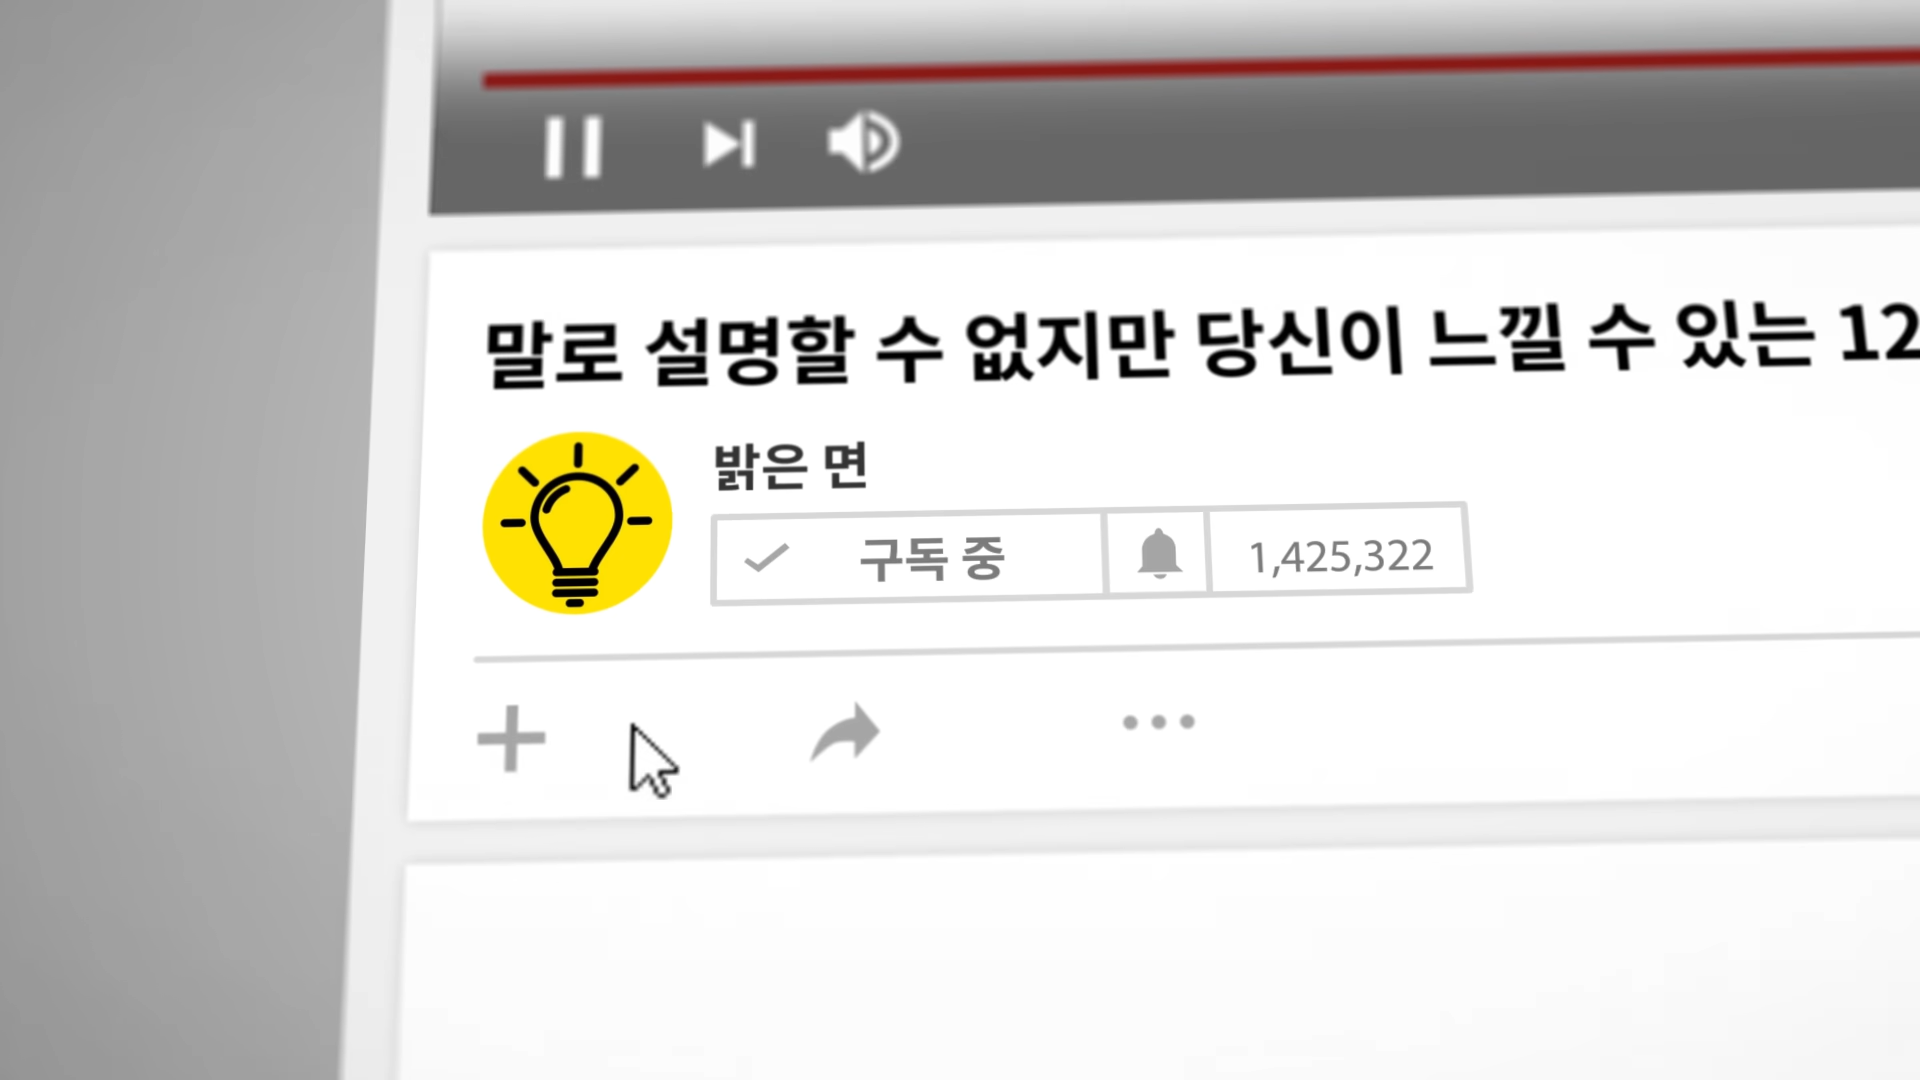 말로 설명할 수 없지만 당신이 느낄 수 있는 12
밝은 면
구독 중 1,425,322